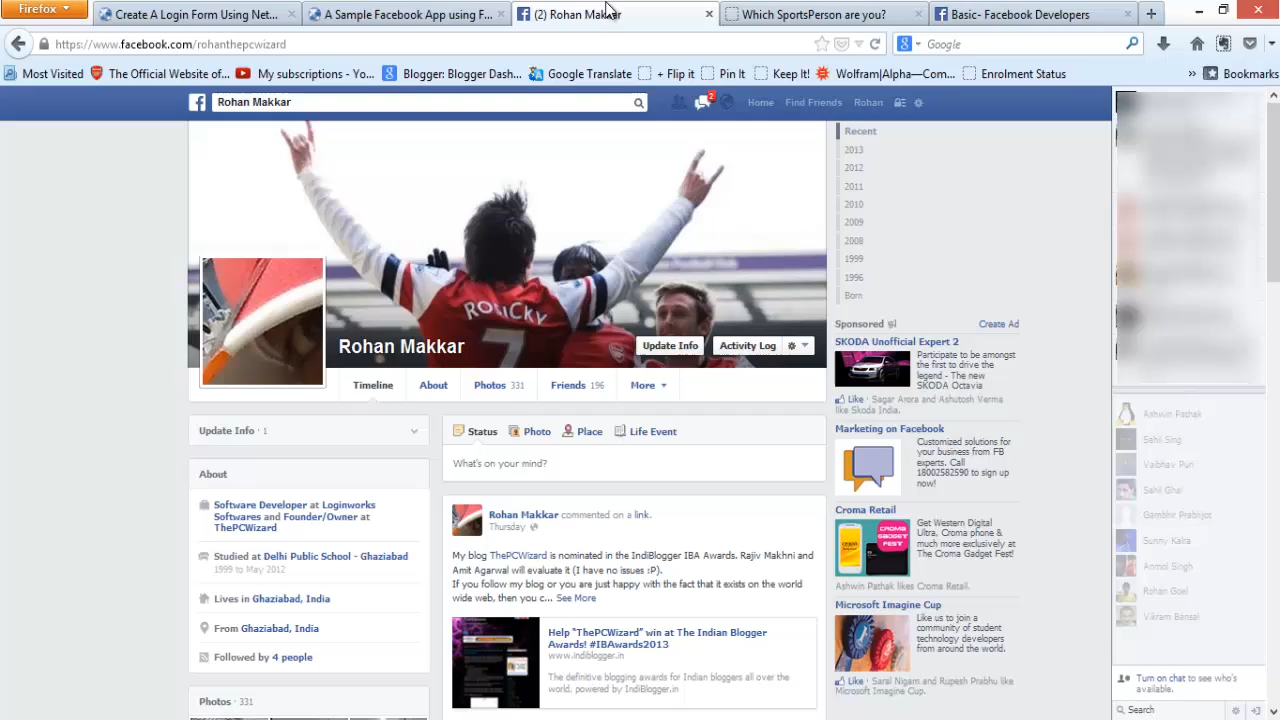 Firefox
Create A Login Form Using Net...
A Sample Facebook App using F...
(2) Rohan Makkar
Which SportsPerson are you?
Basic- Facebook Developers
https://www.facebook.com/rohanthepcwizard
Google
Most Visited
The Official Website of...
My subscriptions - Yo...
Blogger: Blogger Dash...
Google Translate
+ Flip it
Pin It
Keep It!
Wolfram|Alpha—Com...
Enrolment Status
» Bookmarks
Rohan Makkar
2
Home
Find Friends
Rohan
Recent
2013
2012
2011
2010
2009
2008
1999
1996
Born
ROSICKY
7
Rohan Makkar
Update Info
Activity Log
Timeline
About
Photos 331
Friends 196
More
Update Info · 1
About
Software Developer at Loginworks
Softwares and Founder/Owner at
ThePCWizard
Studied at Delhi Public School - Ghaziabad
1999 to May 2012
Lives in Ghaziabad, India
From Ghaziabad, India
Followed by 4 people
Photos · 331
Status
Photo
Place
Life Event
What's on your mind?
Rohan Makkar commented on a link.
Thursday
My blog ThePCWizard is nominated in the IndiBlogger IBA Awards. Rajiv Makhni and
Amit Agarwal will evaluate it (I have no issues :P).
If you follow my blog or you are just happy with the fact that it exists on the world
wide web, then you c... See More
Help "ThePCWizard" win at The Indian Blogger
Awards! #IBAwards2013
www.indiblogger.in
The definitive blogging awards for Indian bloggers all over the
world. powered by IndiBlogger.in
Sponsored
Create Ad
SKODA Unofficial Expert 2
Participate to be amongst
the first to drive the
legend - The new
SKODA Octavia
Like · Sagar Arora and Ashutosh Verma
like Skoda India.
Marketing on Facebook
Customized solutions for
your business from FB
experts. Call
18002582590 to sign up
now!
Croma Retail
CROMA
GADGET
FEST
Get Western Digital
Ultra, Croma phone &
much more exclusively at
The Croma Gadget Fest!
Ashwin Pathak likes Croma Retail.
Microsoft Imagine Cup
Like us to join a
community of student
technology developers
from around the world.
Like · Saral Nigam and Rupesh Prabhu like
Microsoft Imagine Cup.
Ashwin Pathak
Sahil Sing
Vaibhav Puri
Sahil Ghai
Gambhir Prabhjot
Sunny Kalra
Anmol Singh
Rohan Goel
Vikram Bansal
Turn on chat to see who's
available.
Search